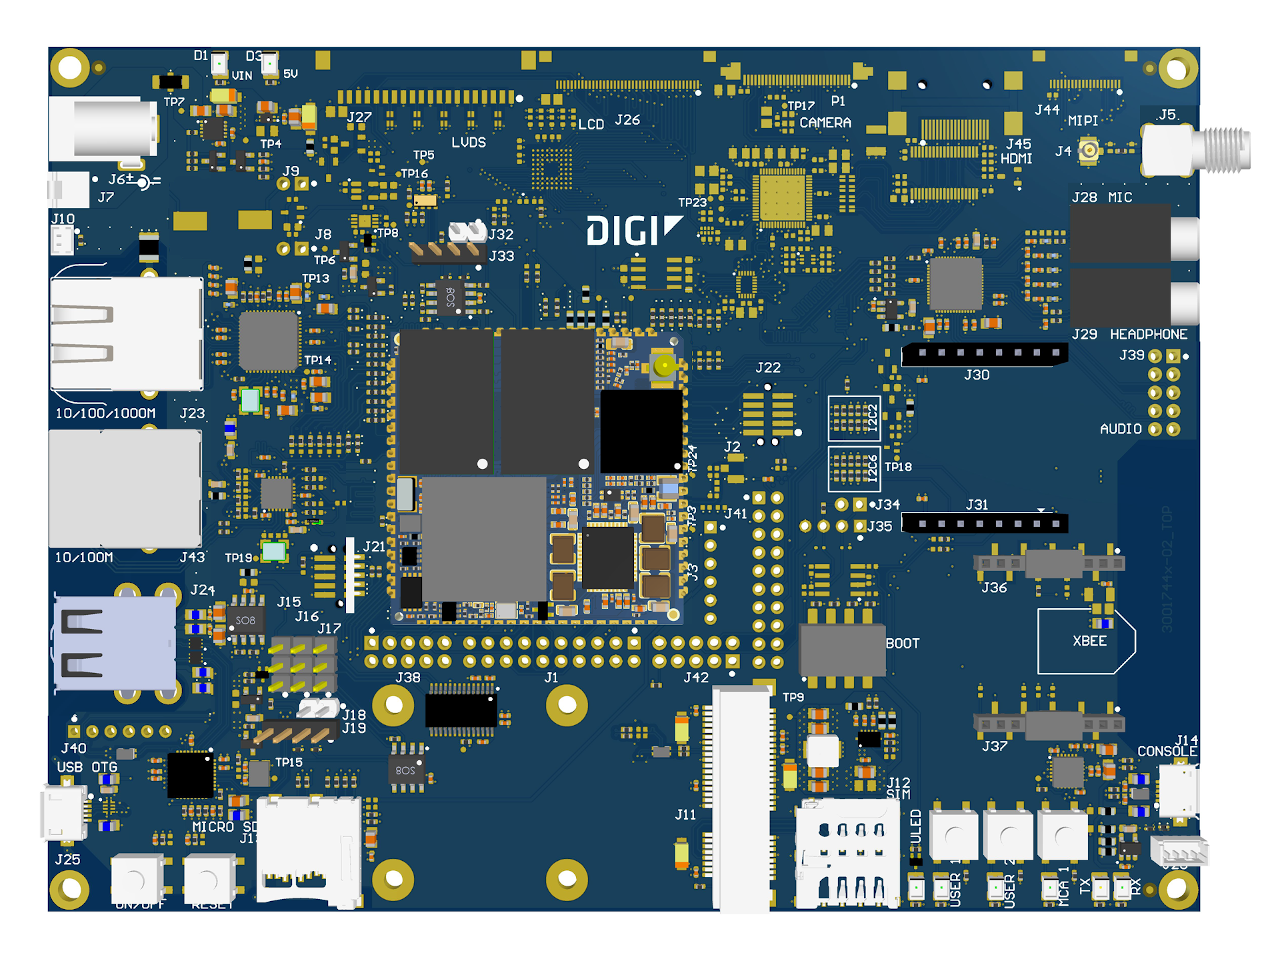 D1
D3
VIN
5V
TP7
J27
TP4
LVDS
LCD
J26
TP17
P1
CAMERA
J44
MIPI
J5
J4
J45
HDMI
TP5
TP16
J9
J6
J7
J10
J8
TP6
TP8
J32
J33
DIGI
TP23
J28 MIC
TP13
J29 HEADPHONE
J39
SOB
TP14
J30
J22
10/100/1000M
J23
I2C2
AUDIO
J2
TP24
I2C6
TP18
J41
TP3
J34
J35
J31
3001744x-02_TOP
10/100M
J43
TP19
J21
J3
J36
J24
J15
J16
J17
SOB
BOOT
XBEE
J38
J1
J42
TP9
J18
J19
J40
USB OTG
TP15
SOB
J37
J14
CONSOLE
J12
SIM
J11
MICRO SD
J25
ULED
USER 1
USER 2
MCA 1
TX
RX
ON/OFF
RESET